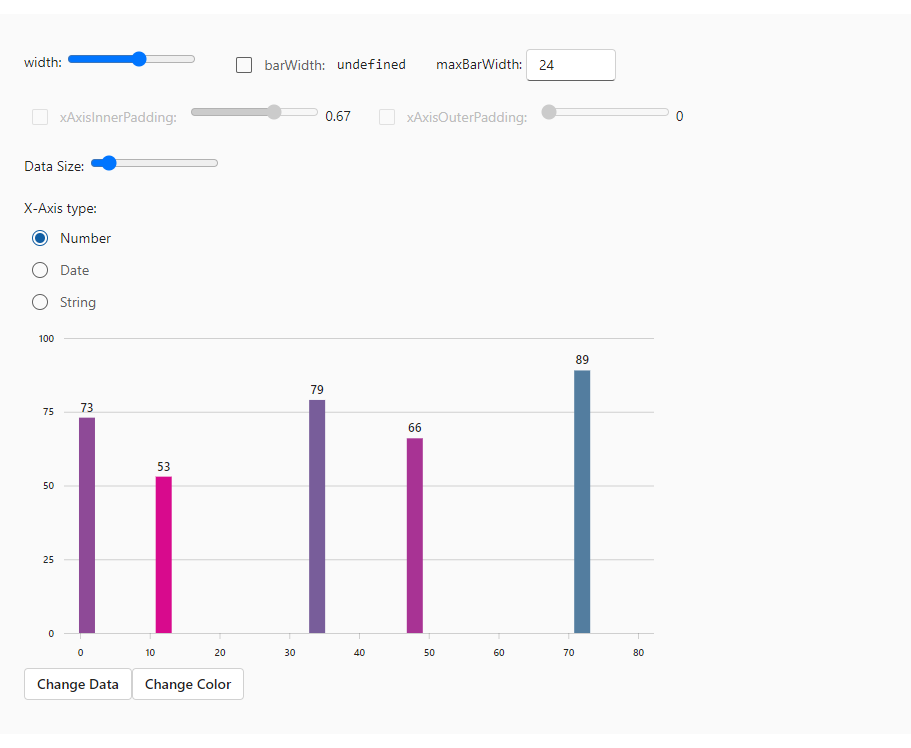 width: barWidth: undefined maxBarWidth: 24
xAxisInnerPadding: 0.67 xAxisOuterPadding: 0
Data Size:
X-Axis type:
Number
Date
String
100
89
79
75
73
66
53
50
25
0
0 10 20 30 40 50 60 70 80
Change Data Change Color